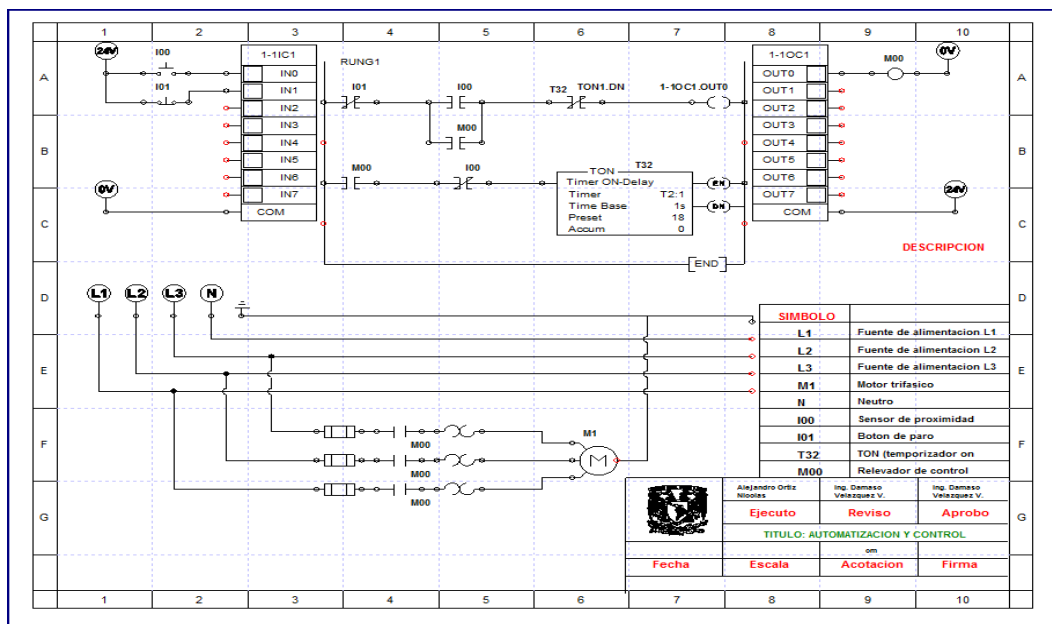 1 2 3 4 5 6 7 8 9 10
A
24V
I00
I01
1-1IC1
IN0
IN1
IN2
IN3
IN4
IN5
IN6
IN7
COM
0V
RUNG1
I01
I00
T32 TON1.DN
1-1OC1.OUT0
M00
M00
I00
T32
TON
Timer ON-Delay
Timer T2:1
Time Base 1s
Preset 18
Accum 0
EN
DN
END
1-1OC1
OUT0
OUT1
OUT2
OUT3
OUT4
OUT5
OUT6
OUT7
COM
M00
0V
24V
A
B
B
C
C
DESCRIPCION
D
D
L1 L2 L3 N
SIMBOLO
L1 Fuente de alimentacion L1
L2 Fuente de alimentacion L2
L3 Fuente de alimentacion L3
M1 Motor trifasico
N Neutro
I00 Sensor de proximidad
I01 Boton de paro
T32 TON (temporizador on
M00 Relevador de control
E
E
F
F
M00
M00
M00
M1
M
G
G
Alejandro Ortiz
Nicolas
Ing. Damaso
Velazquez V.
Ing. Damaso
Velazquez V.
Ejecuto Reviso Aprobo
TITULO: AUTOMATIZACION Y CONTROL
Fecha Escala Acotacion Firma
1 2 3 4 5 6 7 8 9 10